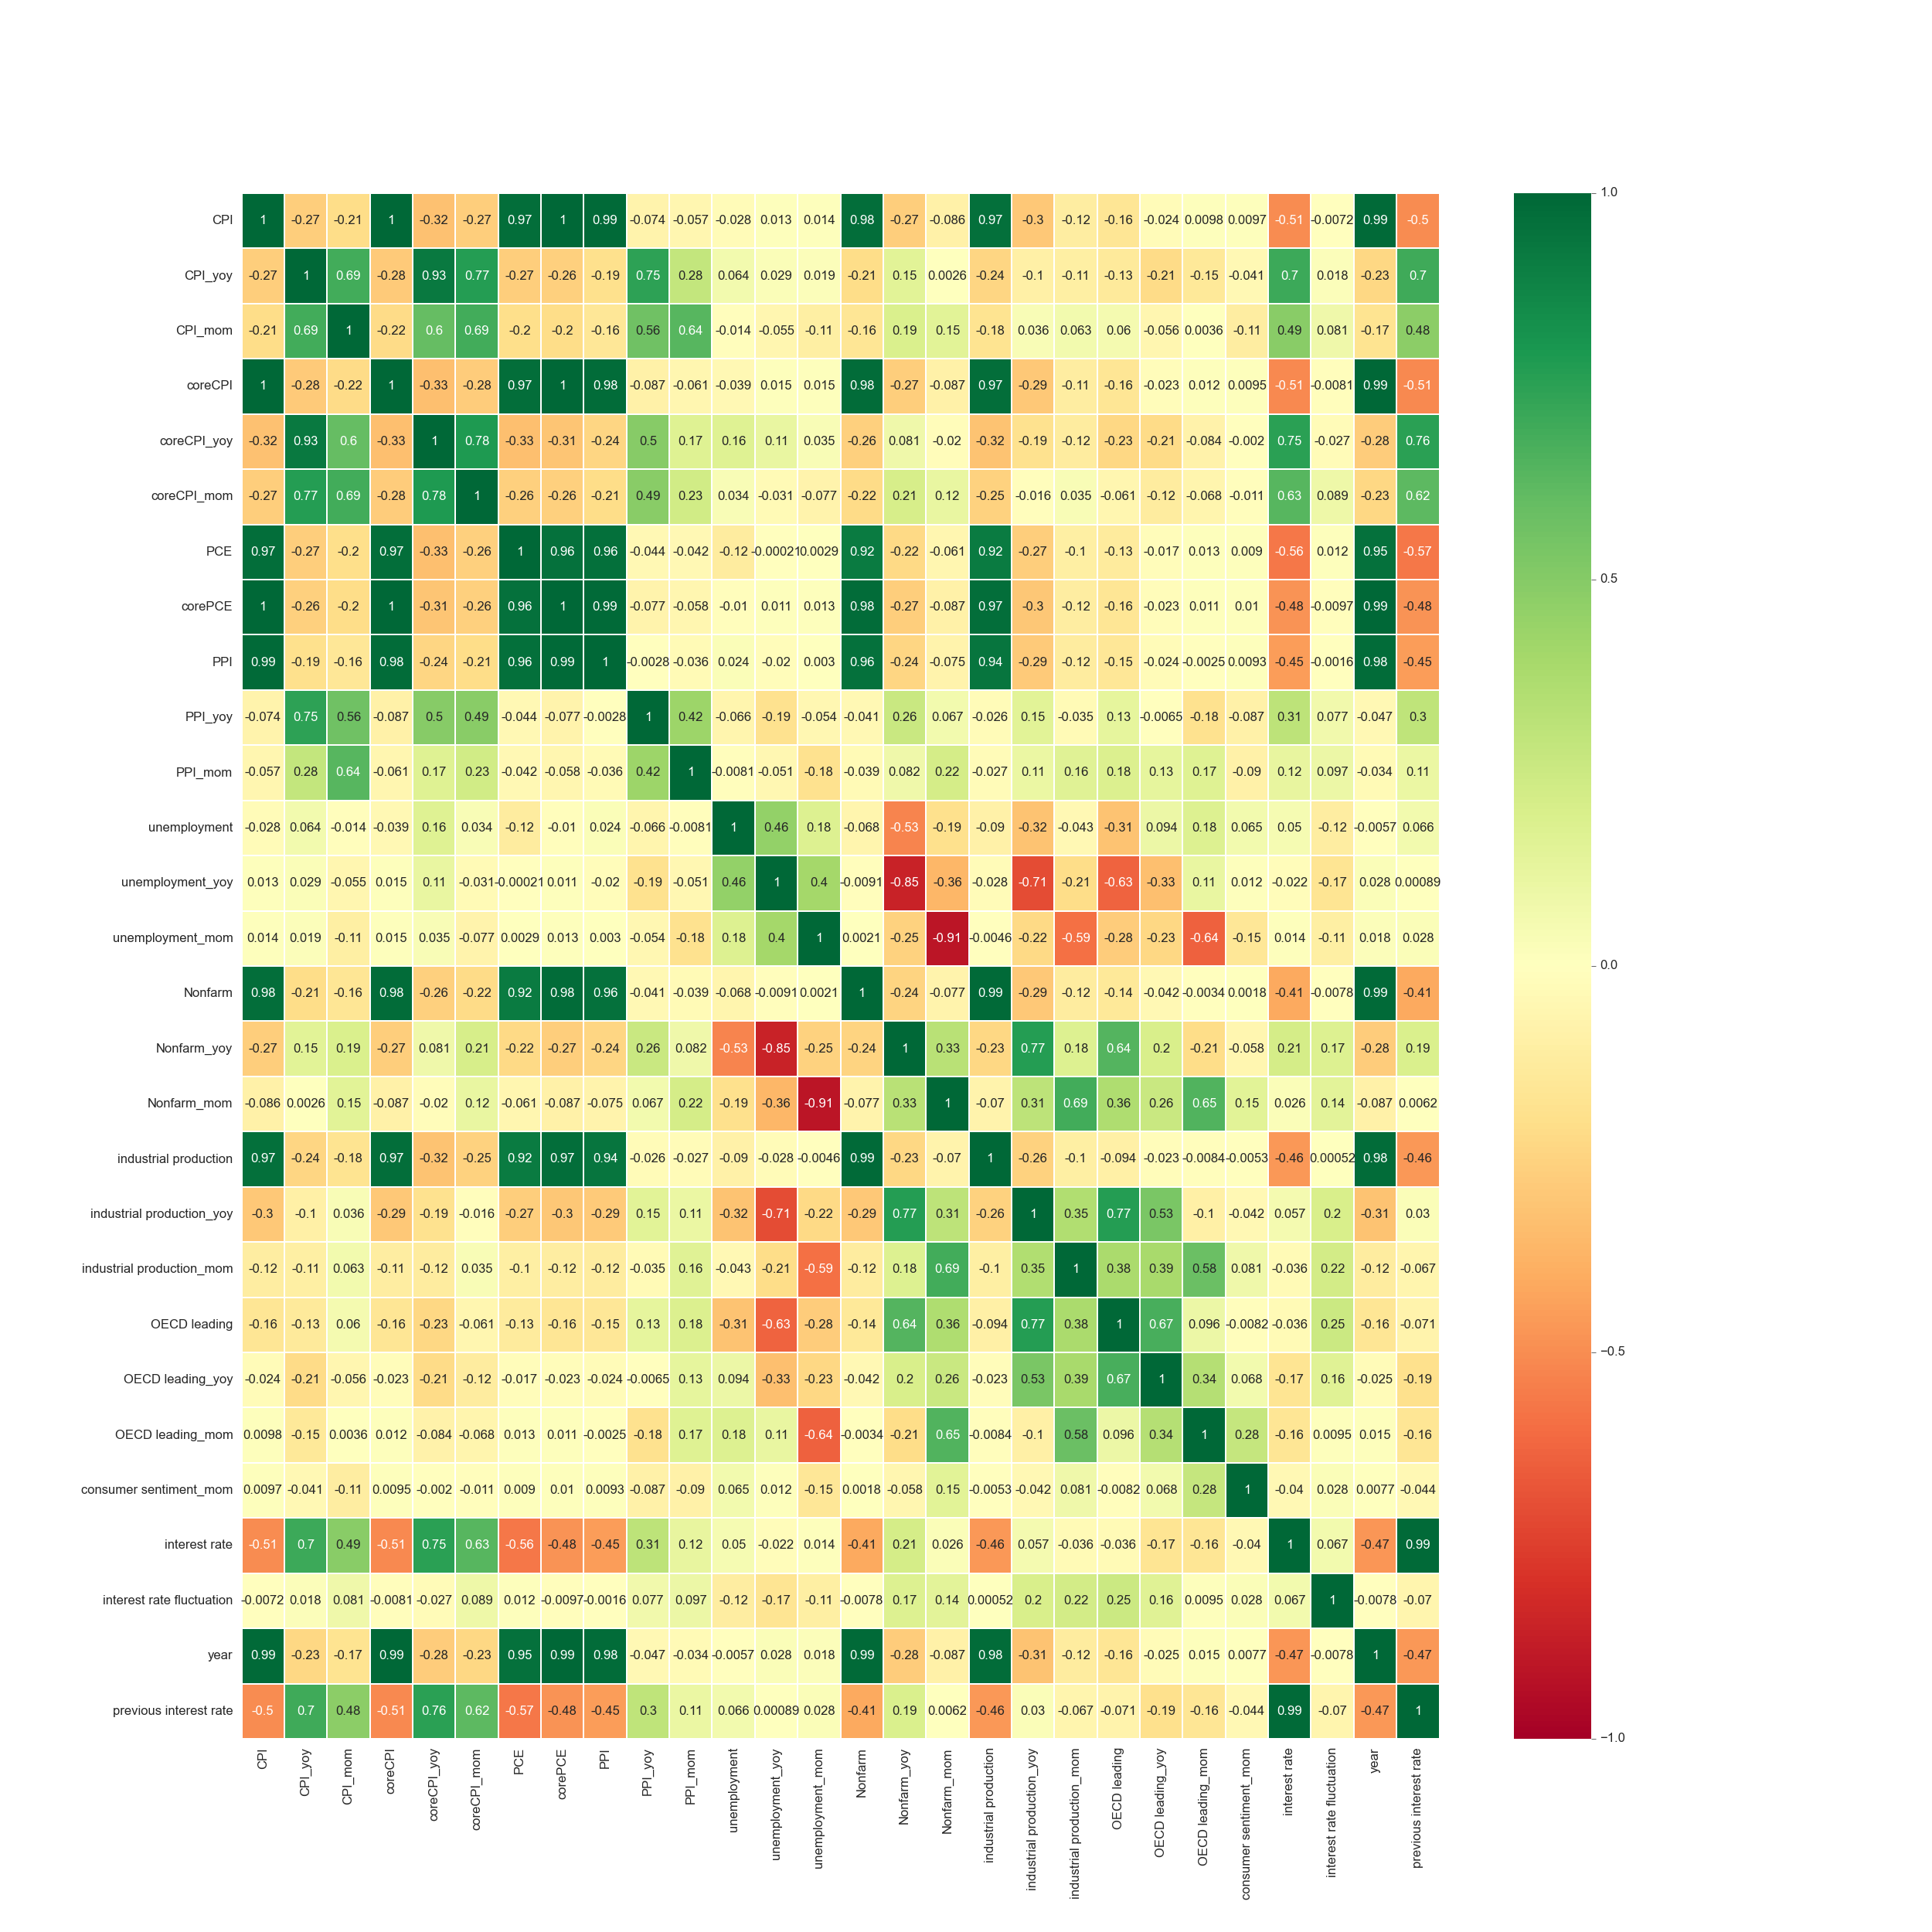 1.0
CPI 1 -0.27 -0.21 1 -0.32 -0.27 0.97 1 0.99 -0.074 -0.057 -0.028 0.013 0.014 0.98 -0.27 -0.086 0.97 -0.3 -0.12 -0.16 -0.024 0.0098 0.0097 -0.51 -0.0072 0.99 -0.5
CPI_yoy -0.27 1 0.69 -0.28 0.93 0.77 -0.27 -0.26 -0.19 0.75 0.28 0.064 0.029 0.019 -0.21 0.15 0.0026 -0.24 -0.1 -0.11 -0.13 -0.21 -0.15 -0.041 0.7 0.018 -0.23 0.7
CPI_mom -0.21 0.69 1 -0.22 0.6 0.69 -0.2 -0.2 -0.16 0.56 0.64 -0.014 -0.055 -0.11 -0.16 0.19 0.15 -0.18 0.036 0.063 0.06 -0.056 0.0036 -0.11 0.49 0.081 -0.17 0.48
coreCPI 1 -0.28 -0.22 1 -0.33 -0.28 0.97 1 0.98 -0.087 -0.061 -0.039 0.015 0.015 0.98 -0.27 -0.087 0.97 -0.29 -0.11 -0.16 -0.023 0.012 0.0095 -0.51 -0.0081 0.99 -0.51
coreCPI_yoy -0.32 0.93 0.6 -0.33 1 0.78 -0.33 -0.31 -0.24 0.5 0.17 0.16 0.11 0.035 -0.26 0.081 -0.02 -0.32 -0.19 -0.12 -0.23 -0.21 -0.084 -0.002 0.75 -0.027 -0.28 0.76
coreCPI_mom -0.27 0.77 0.69 -0.28 0.78 1 -0.26 -0.26 -0.21 0.49 0.23 0.034 -0.031 -0.077 -0.22 0.21 0.12 -0.25 -0.016 0.035 -0.061 -0.12 -0.068 -0.011 0.63 0.089 -0.23 0.62
PCE 0.97 -0.27 -0.2 0.97 -0.33 -0.26 1 0.96 0.96 -0.044 -0.042 -0.12 -0.00021 0.0029 0.92 -0.22 -0.061 0.92 -0.27 -0.1 -0.13 -0.017 0.013 0.009 -0.56 0.012 0.95 -0.57
0.5
corePCE 1 -0.26 -0.2 1 -0.31 -0.26 0.96 1 0.99 -0.077 -0.058 -0.01 0.011 0.013 0.98 -0.27 -0.087 0.97 -0.3 -0.12 -0.16 -0.023 0.011 0.01 -0.48 -0.0097 0.99 -0.48
PPI 0.99 -0.19 -0.16 0.98 -0.24 -0.21 0.96 0.99 1 -0.0028 -0.036 0.024 -0.02 0.003 0.96 -0.24 -0.075 0.94 -0.29 -0.12 -0.15 -0.024 -0.0025 0.0093 -0.45 -0.0016 0.98 -0.45
PPI_yoy -0.074 0.75 0.56 -0.087 0.5 0.49 -0.044 -0.077 -0.0028 1 0.42 -0.066 -0.19 -0.054 -0.041 0.26 0.067 -0.026 0.15 -0.035 0.13 -0.0065 -0.18 -0.087 0.31 0.077 -0.047 0.3
PPI_mom -0.057 0.28 0.64 -0.061 0.17 0.23 -0.042 -0.058 -0.036 0.42 1 -0.0081 -0.051 -0.18 -0.039 0.082 0.22 -0.027 0.11 0.16 0.18 0.13 0.17 -0.09 0.12 0.097 -0.034 0.11
unemployment -0.028 0.064 -0.014 -0.039 0.16 0.034 -0.12 -0.01 0.024 -0.066 -0.0081 1 0.46 0.18 -0.068 -0.53 -0.19 -0.09 -0.32 -0.043 -0.31 0.094 0.18 0.065 0.05 -0.12 -0.0057 0.066
unemployment_yoy 0.013 0.029 -0.055 0.015 0.11 -0.031 -0.00021 0.011 -0.02 -0.19 -0.051 0.46 1 0.4 -0.0091 -0.85 -0.36 -0.028 -0.71 -0.21 -0.63 -0.33 0.11 0.012 -0.022 -0.17 0.028 0.00089
unemployment_mom 0.014 0.019 -0.11 0.015 0.035 -0.077 0.0029 0.013 0.003 -0.054 -0.18 0.18 0.4 1 0.0021 -0.25 -0.91 -0.0046 -0.22 -0.59 -0.28 -0.23 -0.64 -0.15 0.014 -0.11 0.018 0.028
0.0
Nonfarm 0.98 -0.21 -0.16 0.98 -0.26 -0.22 0.92 0.98 0.96 -0.041 -0.039 -0.068 -0.0091 0.0021 1 -0.24 -0.077 0.99 -0.29 -0.12 -0.14 -0.042 -0.0034 0.0018 -0.41 -0.0078 0.99 -0.41
Nonfarm_yoy -0.27 0.15 0.19 -0.27 0.081 0.21 -0.22 -0.27 -0.24 0.26 0.082 -0.53 -0.85 -0.25 -0.24 1 0.33 -0.23 0.77 0.18 0.64 0.2 -0.21 -0.058 0.21 0.17 -0.28 0.19
Nonfarm_mom -0.086 0.0026 0.15 -0.087 -0.02 0.12 -0.061 -0.087 -0.075 0.067 0.22 -0.19 -0.36 -0.91 -0.077 0.33 1 -0.07 0.31 0.69 0.36 0.26 0.65 0.15 0.026 0.14 -0.087 0.0062
industrial production 0.97 -0.24 -0.18 0.97 -0.32 -0.25 0.92 0.97 0.94 -0.026 -0.027 -0.09 -0.028 -0.0046 0.99 -0.23 -0.07 1 -0.26 -0.1 -0.094 -0.023 -0.0084 -0.0053 -0.46 0.00052 0.98 -0.46
industrial production_yoy -0.3 -0.1 0.036 -0.29 -0.19 -0.016 -0.27 -0.3 -0.29 0.15 0.11 -0.32 -0.71 -0.22 -0.29 0.77 0.31 -0.26 1 0.35 0.77 0.53 -0.1 -0.042 0.057 0.2 -0.31 0.03
industrial production_mom -0.12 -0.11 0.063 -0.11 -0.12 0.035 -0.1 -0.12 -0.12 -0.035 0.16 -0.043 -0.21 -0.59 -0.12 0.18 0.69 -0.1 0.35 1 0.38 0.39 0.58 0.081 -0.036 0.22 -0.12 -0.067
OECD leading -0.16 -0.13 0.06 -0.16 -0.23 -0.061 -0.13 -0.16 -0.15 0.13 0.18 -0.31 -0.63 -0.28 -0.14 0.64 0.36 -0.094 0.77 0.38 1 0.67 0.096 -0.0082 -0.036 0.25 -0.16 -0.071
−0.5
OECD leading_yoy -0.024 -0.21 -0.056 -0.023 -0.21 -0.12 -0.017 -0.023 -0.024 -0.0065 0.13 0.094 -0.33 -0.23 -0.042 0.2 0.26 -0.023 0.53 0.39 0.67 1 0.34 0.068 -0.17 0.16 -0.025 -0.19
OECD leading_mom 0.0098 -0.15 0.0036 0.012 -0.084 -0.068 0.013 0.011 -0.0025 -0.18 0.17 0.18 0.11 -0.64 -0.0034 -0.21 0.65 -0.0084 -0.1 0.58 0.096 0.34 1 0.28 -0.16 0.0095 0.015 -0.16
consumer sentiment_mom 0.0097 -0.041 -0.11 0.0095 -0.002 -0.011 0.009 0.01 0.0093 -0.087 -0.09 0.065 0.012 -0.15 0.0018 -0.058 0.15 -0.0053 -0.042 0.081 -0.0082 0.068 0.28 1 -0.04 0.028 0.0077 -0.044
interest rate -0.51 0.7 0.49 -0.51 0.75 0.63 -0.56 -0.48 -0.45 0.31 0.12 0.05 -0.022 0.014 -0.41 0.21 0.026 -0.46 0.057 -0.036 -0.036 -0.17 -0.16 -0.04 1 0.067 -0.47 0.99
interest rate fluctuation -0.0072 0.018 0.081 -0.0081 -0.027 0.089 0.012 -0.0097 -0.0016 0.077 0.097 -0.12 -0.17 -0.11 -0.0078 0.17 0.14 0.00052 0.2 0.22 0.25 0.16 0.0095 0.028 0.067 1 -0.0078 -0.07
year 0.99 -0.23 -0.17 0.99 -0.28 -0.23 0.95 0.99 0.98 -0.047 -0.034 -0.0057 0.028 0.018 0.99 -0.28 -0.087 0.98 -0.31 -0.12 -0.16 -0.025 0.015 0.0077 -0.47 -0.0078 1 -0.47
previous interest rate -0.5 0.7 0.48 -0.51 0.76 0.62 -0.57 -0.48 -0.45 0.3 0.11 0.066 0.00089 0.028 -0.41 0.19 0.0062 -0.46 0.03 -0.067 -0.071 -0.19 -0.16 -0.044 0.99 -0.07 -0.47 1
−1.0
CPI
CPI_yoy
CPI_mom
coreCPI
coreCPI_yoy
coreCPI_mom
PCE
corePCE
PPI
PPI_yoy
PPI_mom
unemployment
unemployment_yoy
unemployment_mom
Nonfarm
Nonfarm_yoy
Nonfarm_mom
industrial production
industrial production_yoy
industrial production_mom
OECD leading
OECD leading_yoy
OECD leading_mom
consumer sentiment_mom
interest rate
interest rate fluctuation
year
previous interest rate